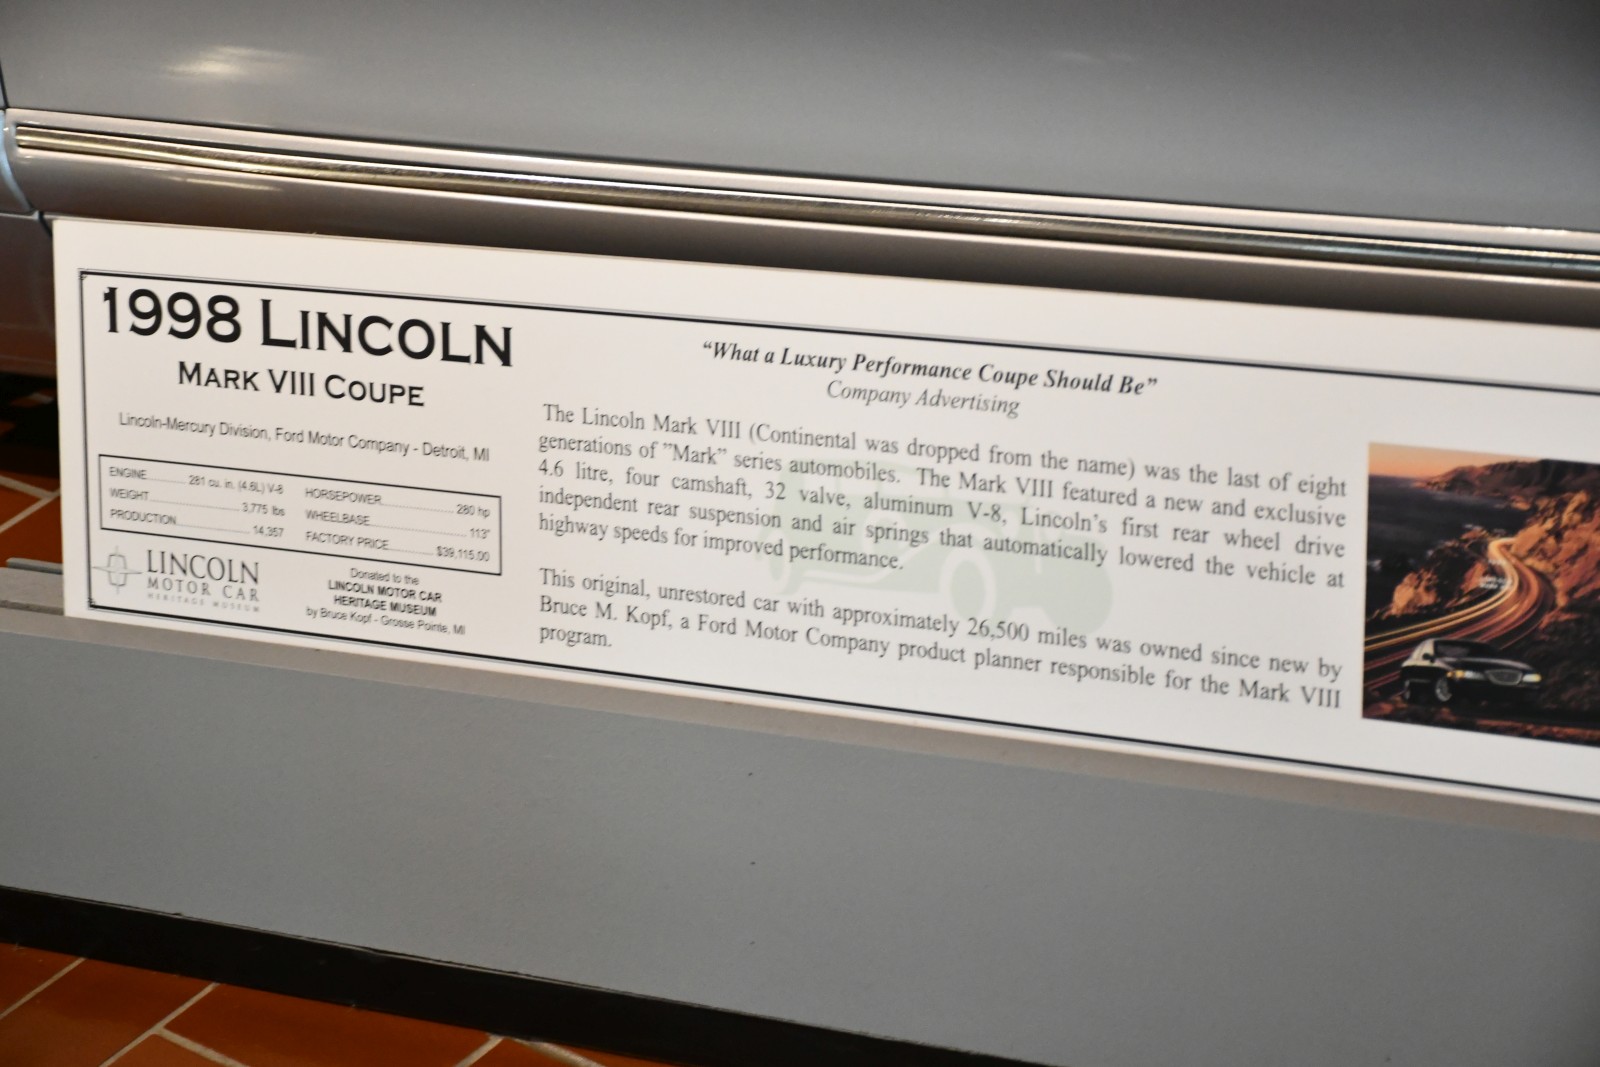 1998 LINCOLN
MARK VIII COUPE
Lincoln-Mercury Division, Ford Motor Company - Detroit, MI
ENGINE............ 281 cu. in. (4.6L) V-8
WEIGHT........................ 3,775 lbs
PRODUCTION................... 14,357
HORSEPOWER..................... 280 hp
WHEELBASE........................... 113"
FACTORY PRICE............ $39,115.00
LINCOLN
MOTOR CAR
HERITAGE MUSEUM
Donated to the
LINCOLN MOTOR CAR
HERITAGE MUSEUM
by Bruce Kopf - Grosse Pointe, MI
“What a Luxury Performance Coupe Should Be”
Company Advertising
The Lincoln Mark VIII (Continental was dropped from the name) was the last of eight
generations of ”Mark” series automobiles. The Mark VIII featured a new and exclusive
4.6 litre, four camshaft, 32 valve, aluminum V-8, Lincoln’s first rear wheel drive
independent rear suspension and air springs that automatically lowered the vehicle at
highway speeds for improved performance.
This original, unrestored car with approximately 26,500 miles was owned since new by
Bruce M. Kopf, a Ford Motor Company product planner responsible for the Mark VIII
program.